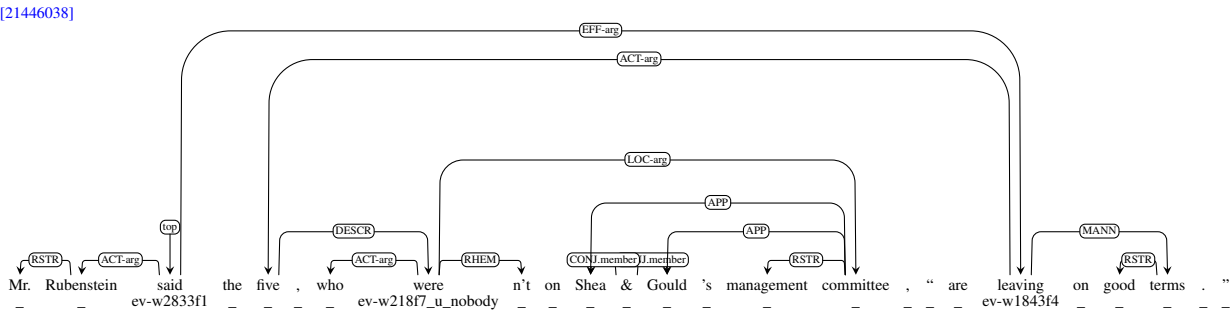 [21446038]
EFF-arg
ACT-arg
LOC-arg
APP
top DESCR APP MANN
RSTR ACT-arg ACT-arg RHEM CONJ.member RSTR RSTR
Mr. Rubenstein said the five , who were n't on Shea & Gould 's management committee , “ are leaving on good terms . ”
_ _ ev-w2833f1 _ _ _ _ ev-w218f7_u_nobody _ _ _ _ _ _ _ _ _ _ _ ev-w1843f4 _ _ _ _ _